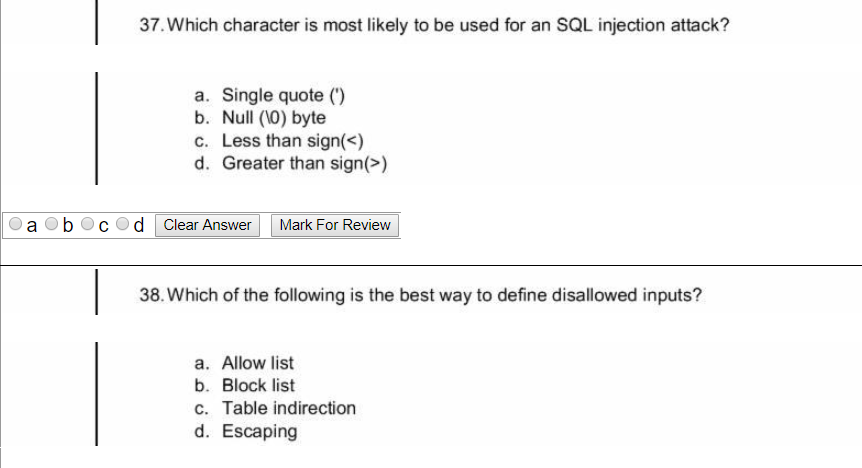 37. Which character is most likely to be used for an SQL injection attack?
a. Single quote (')
b. Null (\0) byte
c. Less than sign(<)
d. Greater than sign(>)
a b c d Clear Answer Mark For Review
38. Which of the following is the best way to define disallowed inputs?
a. Allow list
b. Block list
c. Table indirection
d. Escaping